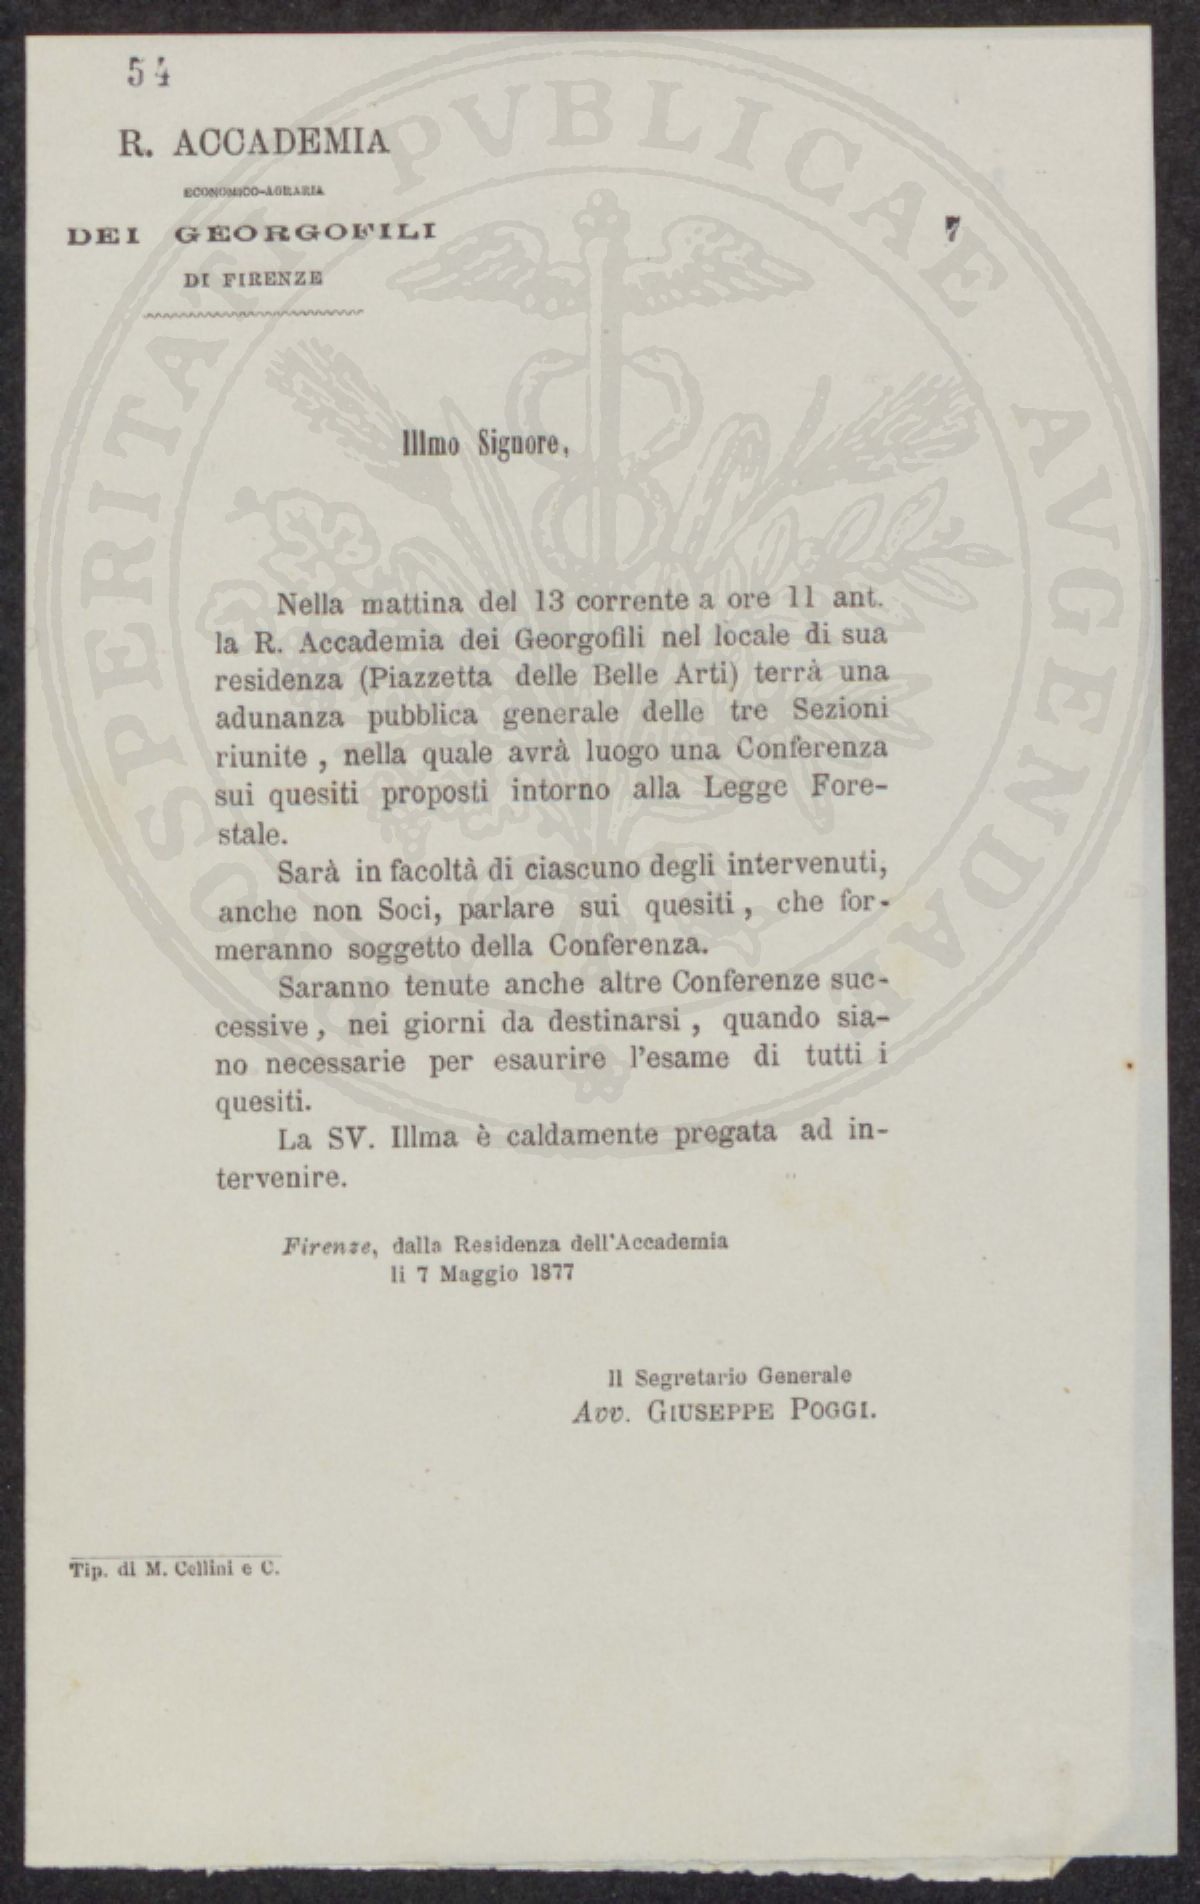 54
R. ACCADEMIA
ECONOMICO-AGRARIA
DEI GEORGOFILI
DI FIRENZE
7
Illmo Signore,
Nella mattina del 13 corrente a ore 11 ant.
la R. Accademia dei Georgofili nel locale di sua
residenza (Piazzetta delle Belle Arti) terrà una
adunanza pubblica generale delle tre Sezioni
riunite , nella quale avrà luogo una Conferenza
sui quesiti proposti intorno alla Legge Fore-
stale.
Sarà in facoltà di ciascuno degli intervenuti,
anche non Soci, parlare sui quesiti , che for-
meranno soggetto della Conferenza.
Saranno tenute anche altre Conferenze suc-
cessive , nei giorni da destinarsi , quando sia-
no necessarie per esaurire l'esame di tutti i
quesiti.
La SV. Illma è caldamente pregata ad in-
tervenire.
Firenze, dalla Residenza dell'Accademia
li 7 Maggio 1877
Il Segretario Generale
Avv. GIUSEPPE POGGI.
Tip. di M. Cellini e C.
PROSPERITATI PVBLICAE AVGENDAE